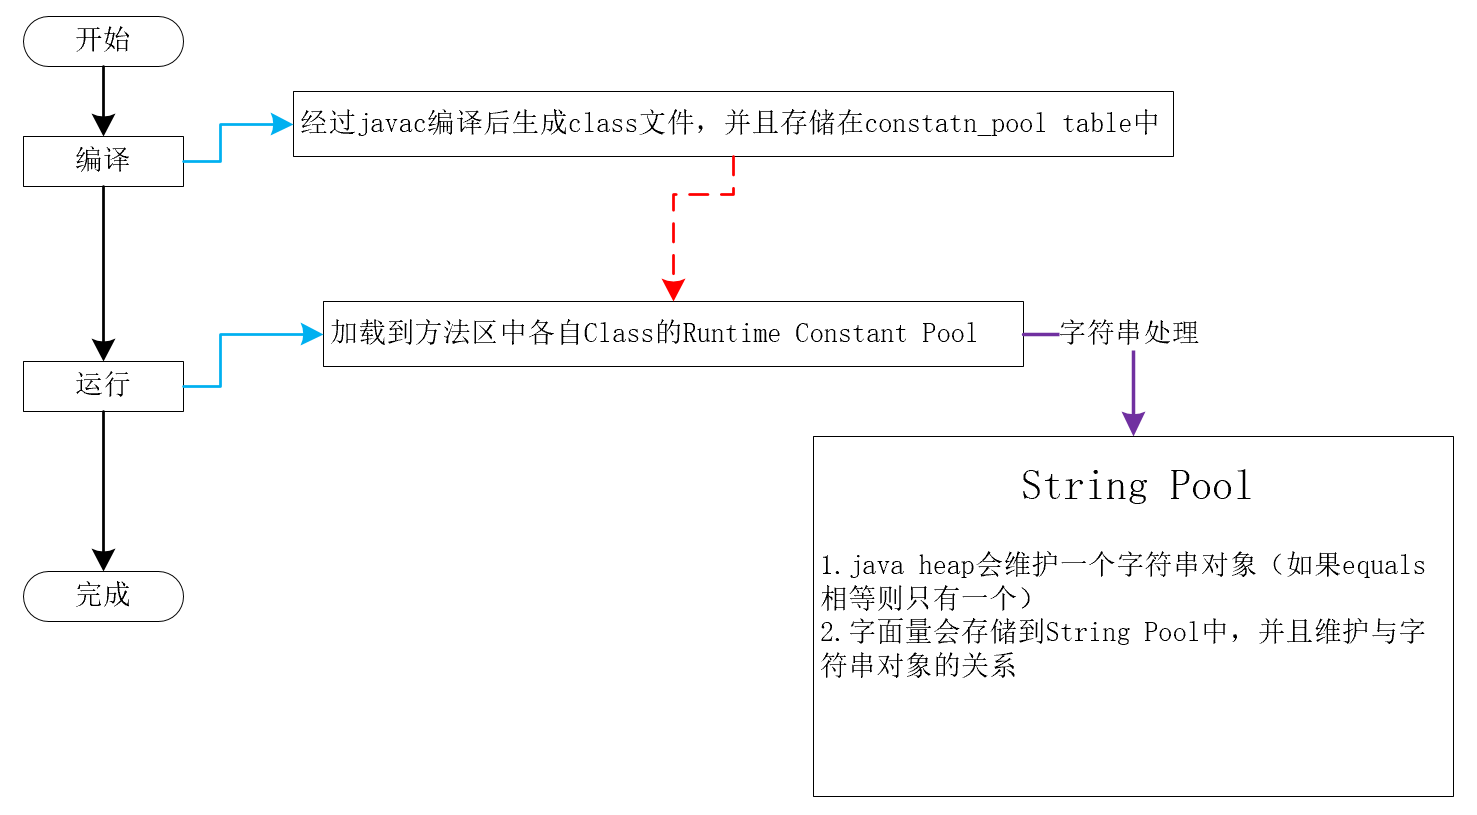 开始
经过javac编译后生成class文件，并且存储在constatn_pool table中
编译
加载到方法区中各自Class的Runtime Constant Pool
字符串处理
运行
String Pool
1.java heap会维护一个字符串对象（如果equals
相等则只有一个）
2.字面量会存储到String Pool中，并且维护与字
符串对象的关系
完成